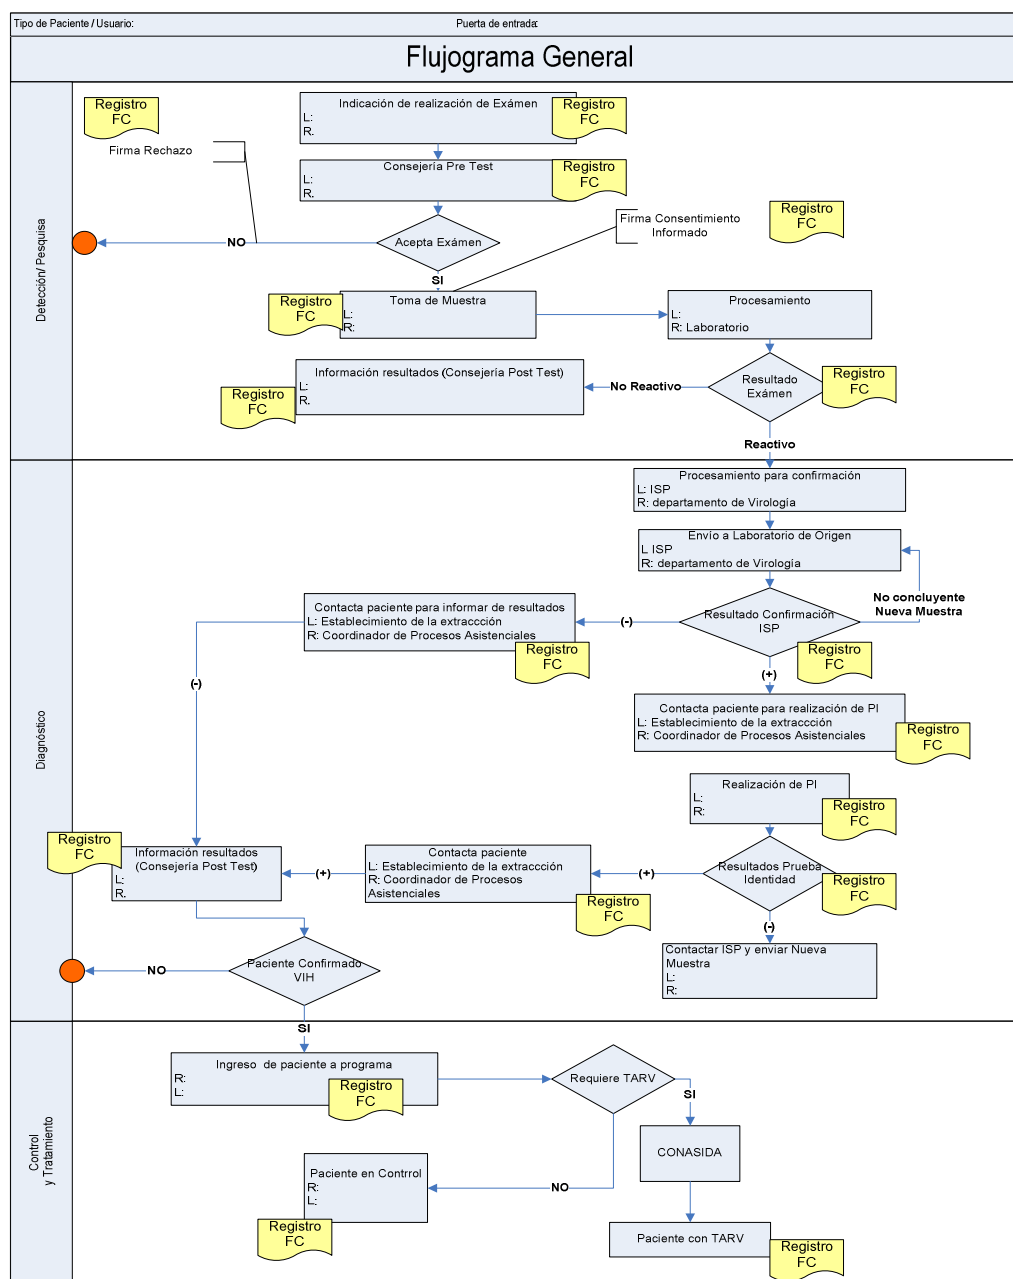 Tipo de Paciente / Usuario:
Puerta de entrada:
Flujograma General
Detección/ Pesquisa
Registro
FC
Firma Rechazo
Indicación de realización de Exámen
L:
R.
Registro
FC
Consejería Pre Test
L:
R.
Registro
FC
Acepta Exámen
NO
SI
Firma Consentimiento
Informado
Registro
FC
Toma de Muestra
L:
R:
Registro
FC
Procesamiento
L:
R: Laboratorio
Resultado
Exámen
Registro
FC
No Reactivo
Información resultados (Consejería Post Test)
L:
R.
Registro
FC
Reactivo
Diagnóstico
Procesamiento para confirmación
L: ISP
R: departamento de Virología
Envío a Laboratorio de Origen
L ISP
R: departamento de Virología
No concluyente
Nueva Muestra
Resultado Confirmación
ISP
Registro
FC
(-)
Contacta paciente para informar de resultados
L: Establecimiento de la extraccción
R: Coordinador de Procesos Asistenciales
Registro
FC
(-)
(+)
Contacta paciente para realización de PI
L: Establecimiento de la extraccción
R: Coordinador de Procesos Asistenciales
Registro
FC
Realización de PI
L:
R:
Registro
FC
Resultados Prueba
Identidad
Registro
FC
(+)
Contacta paciente
L: Establecimiento de la extraccción
R: Coordinador de Procesos
Asistenciales
Registro
FC
(+)
Información resultados
(Consejería Post Test)
L:
R.
Registro
FC
(-)
Contactar ISP y enviar Nueva
Muestra
L:
R:
Paciente Confirmado
VIH
NO
SI
Control
y Tratamiento
Ingreso  de paciente a programa
R:
L:
Registro
FC
Requiere TARV
SI
CONASIDA
NO
Paciente en Contrrol
R:
L:
Registro
FC
Paciente con TARV
Registro
FC